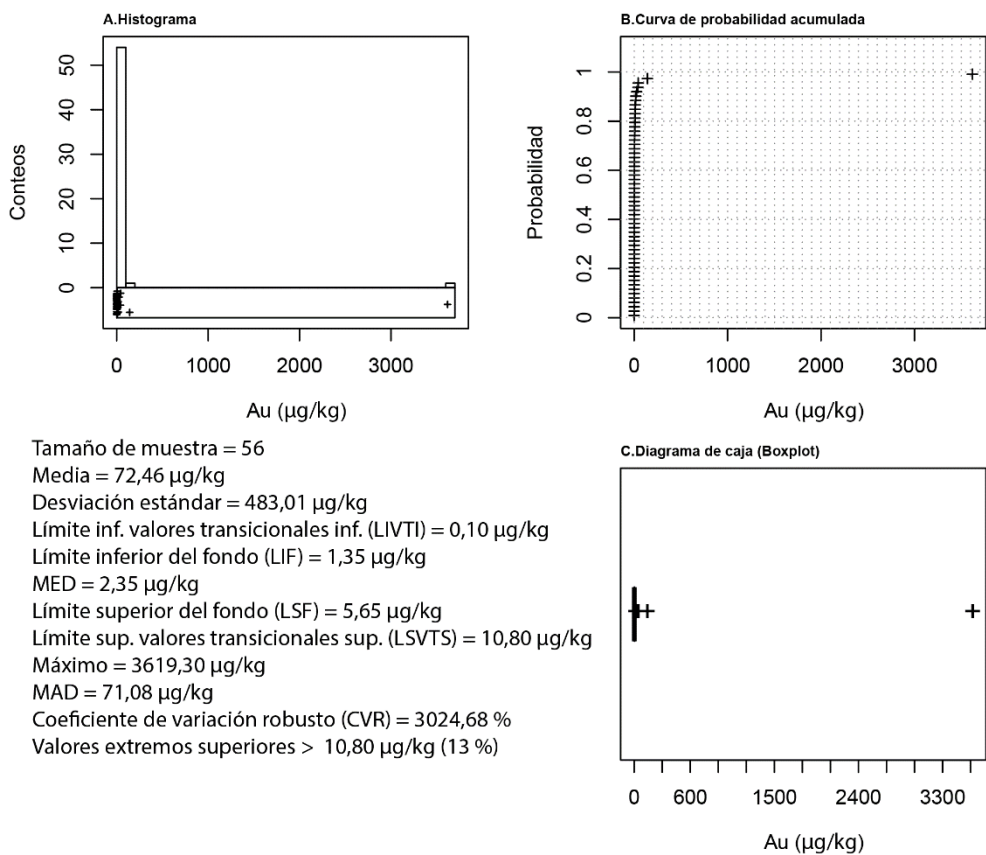 A.Histograma
Conteos
50
40
30
20
10
0
0 1000 2000 3000
Au (µg/kg)
B.Curva de probabilidad acumulada
Probabilidad
1
0.8
0.6
0.4
0.2
0
0 1000 2000 3000
Au (µg/kg)
Tamaño de muestra = 56
Media = 72,46 µg/kg
Desviación estándar = 483,01 µg/kg
Límite inf. valores transicionales inf. (LIVTI) = 0,10 µg/kg
Límite inferior del fondo (LIF) = 1,35 µg/kg
MED = 2,35 µg/kg
Límite superior del fondo (LSF) = 5,65 µg/kg
Límite sup. valores transicionales sup. (LSVTS) = 10,80 µg/kg
Máximo = 3619,30 µg/kg
MAD = 71,08 µg/kg
Coeficiente de variación robusto (CVR) = 3024,68 %
Valores extremos superiores > 10,80 µg/kg (13 %)
C.Diagrama de caja (Boxplot)
0 600 1500 2400 3300
Au (µg/kg)